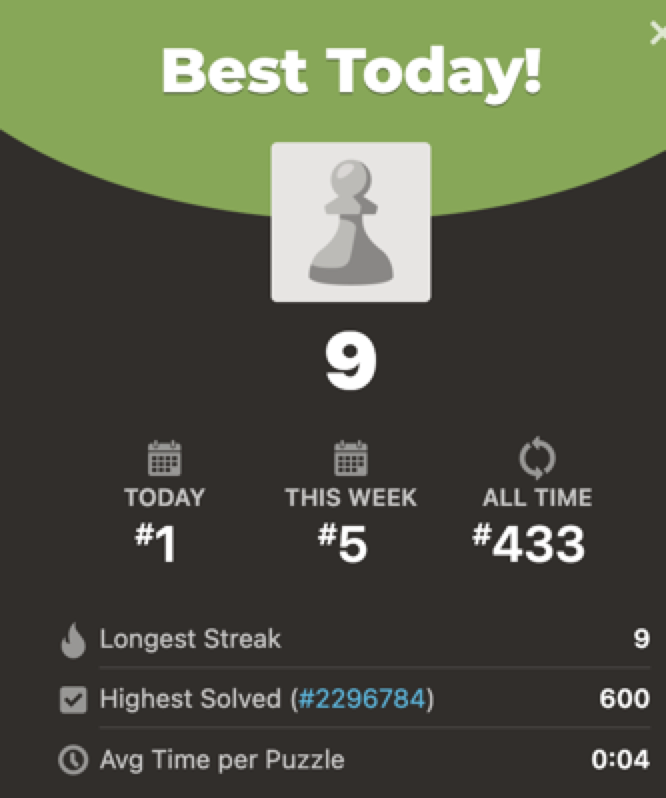 Best Today!
9
TODAY THIS WEEK ALL TIME
#1 #5 #433
Longest Streak 9
Highest Solved (#2296784) 600
Avg Time per Puzzle 0:04